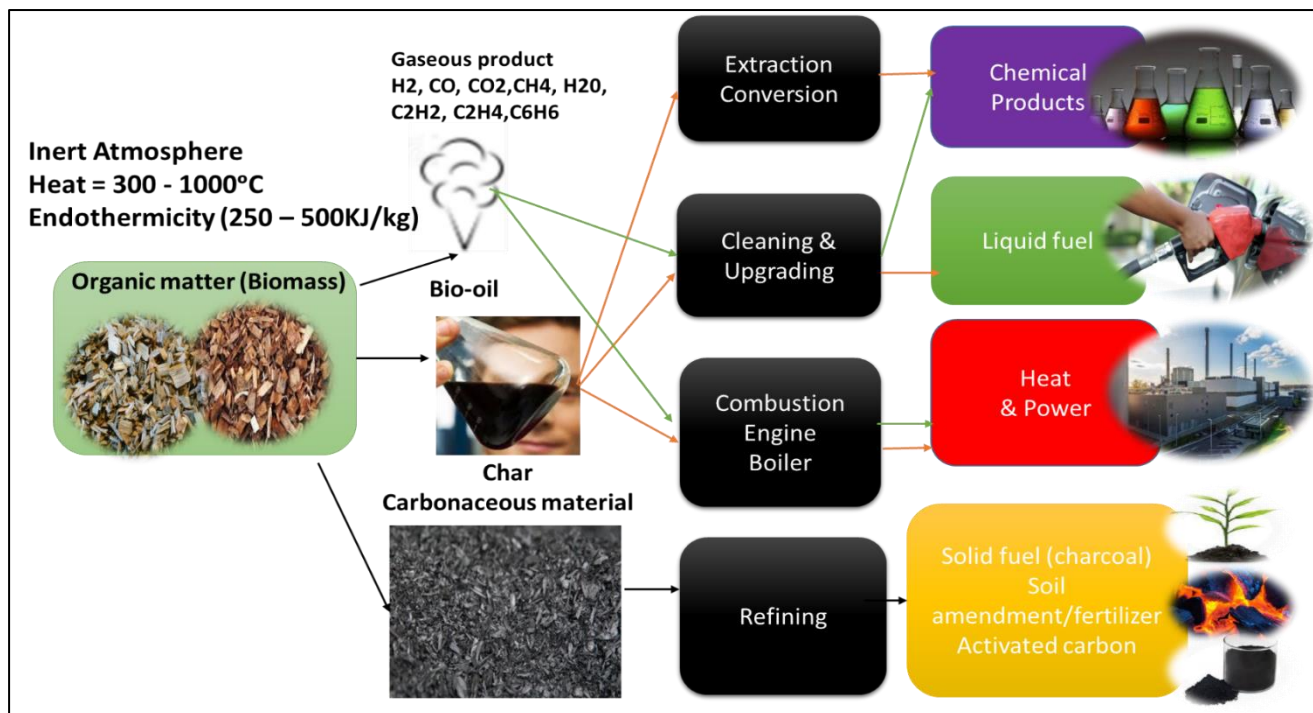 Gaseous product
H2, CO, CO2,CH4, H20,
C2H2, C2H4,C6H6
Inert Atmosphere
Heat = 300 - 1000°C
Endothermicity (250 – 500KJ/kg)
Organic matter (Biomass)
Bio-oil
Char
Carbonaceous material
Extraction
Conversion
Cleaning &
Upgrading
Combustion
Engine
Boiler
Refining
Chemical
Products
Liquid fuel
Heat
& Power
Solid fuel (charcoal)
Soil
amendment/fertilizer
Activated carbon